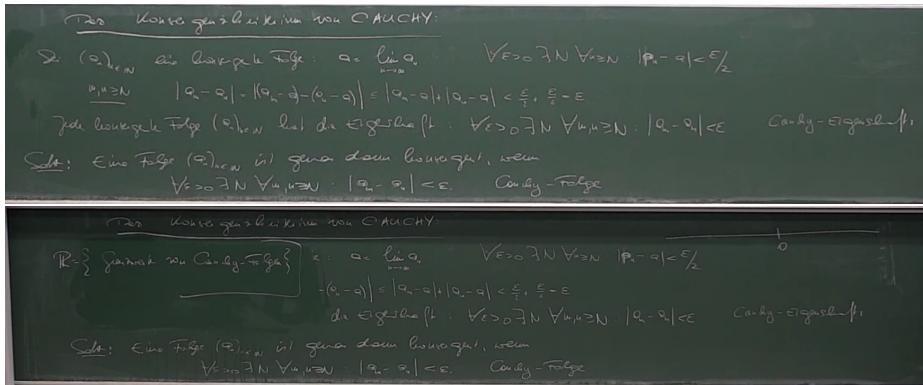 Das Konvergenzkriterium von CAUCHY:
Sei (aₙ)ₙ∈ℕ eine konvergente Folge: a = lim aₙ n→∞ ∀ε>0 ∃N ∀n≥N |aₙ - a| < ε/2
m,n≥N |aₘ - aₙ| = |(aₘ - a) - (aₙ - a)| ≤ |aₘ - a| + |aₙ - a| < ε/2 + ε/2 = ε
Jede konvergente Folge (aₙ)ₙ∈ℕ hat die Eigenschaft: ∀ε>0 ∃N ∀m,n≥N: |aₘ - aₙ| < ε Cauchy-Eigenschaft,
Satz: Eine Folge (aₙ)ₙ∈ℕ ist genau dann konvergent, wenn
∀ε>0 ∃N ∀m,n≥N: |aₘ - aₙ| < ε. Cauchy-Folge
Das Konvergenzkriterium von CAUCHY:
0
ℝ = { Grenzwerte von Cauchy-Folgen } : a = lim aₙ n→∞ ∀ε>0 ∃N ∀n≥N |aₙ - a| < ε/2
-(aₙ - a)| ≤ |aₘ - a| + |aₙ - a| < ε/2 + ε/2 = ε
die Eigenschaft: ∀ε>0 ∃N ∀m,n≥N: |aₘ - aₙ| < ε Cauchy-Eigenschaft,
Satz: Eine Folge (aₙ)ₙ∈ℕ ist genau dann konvergent, wenn
∀ε>0 ∃N ∀m,n≥N: |aₘ - aₙ| < ε. Cauchy-Folge